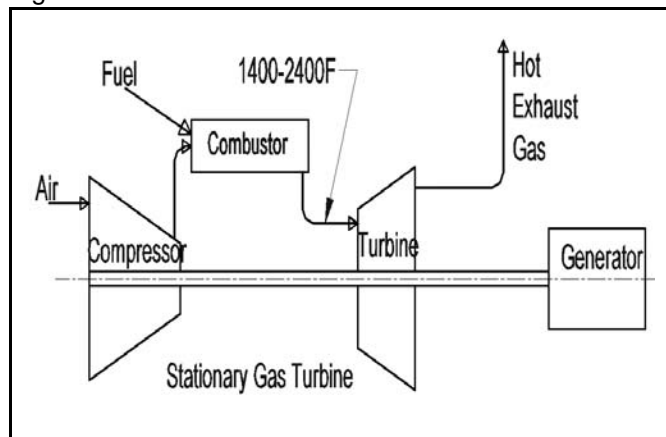 Fuel
1400-2400F
Hot
Exhaust
Gas
Combustor
Air
Compressor
Turbine
Generator
Stationary Gas Turbine